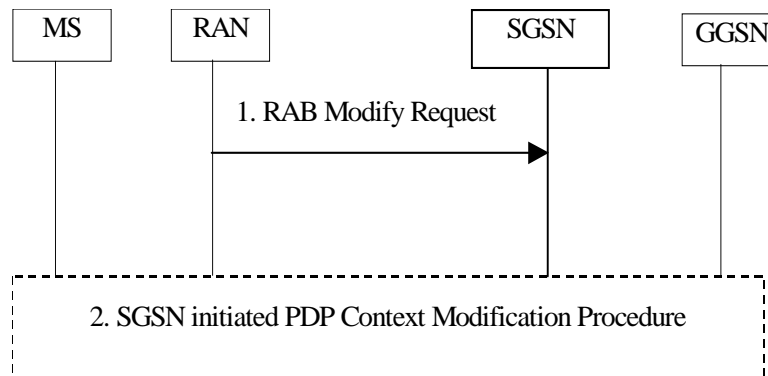 MS RAN SGSN GGSN
1. RAB Modify Request
2. SGSN initiated PDP Context Modification Procedure